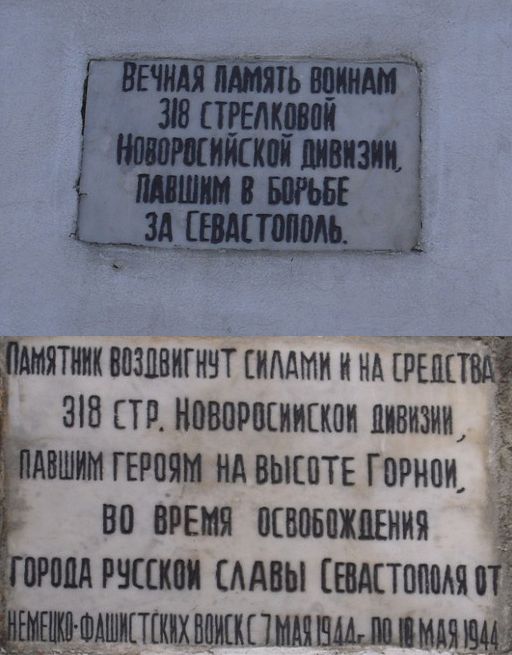 ВЕЧНАЯ ПАМЯТЬ ВОИНАМ
318 СТРЕЛКОВОЙ
НОВОРОСИЙСКОЙ ДИВИЗИИ,
ПАВШИМ В БОРЬБЕ
ЗА СЕВАСТОПОЛЬ.
ПАМЯТНИК ВОЗДВИГНУТ СИЛАМИ И НА СРЕДСТВА
318 СТР. НОВОРОСИЙСКОЙ ДИВИЗИИ,
ПАВШИМ ГЕРОЯМ НА ВЫСОТЕ ГОРНОЙ,
ВО ВРЕМЯ ОСВОБОЖДЕНИЯ
ГОРОДА РУССКОЙ СЛАВЫ СЕВАСТОПОЛЯ ОТ
НЕМЕЦКО-ФАШИСТСКИХ ВОЙСК С 7 МАЯ 1944г. ПО 10 МАЯ 1944